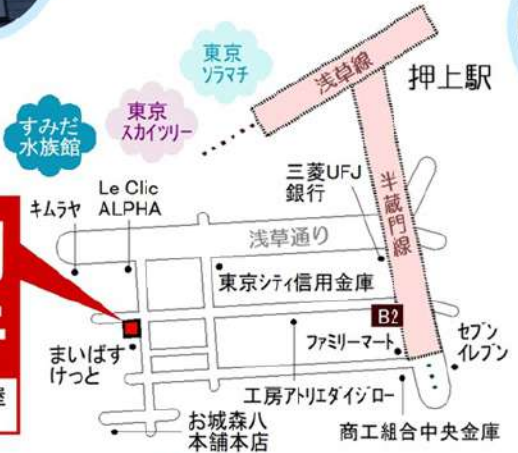 東京
ソラマチ
浅草線
押上駅
東京
スカイツリー
すみだ
水族館
三菱UFJ
銀行
半蔵門線
Le Clic
ALPHA
キムラヤ
浅草通り
東京シティ信用金庫
B2
ファミリーマート
セブン
イレブン
まいばす
けっと
工房アトリエダイジロー
お城森八
本舗本店
商工組合中央金庫